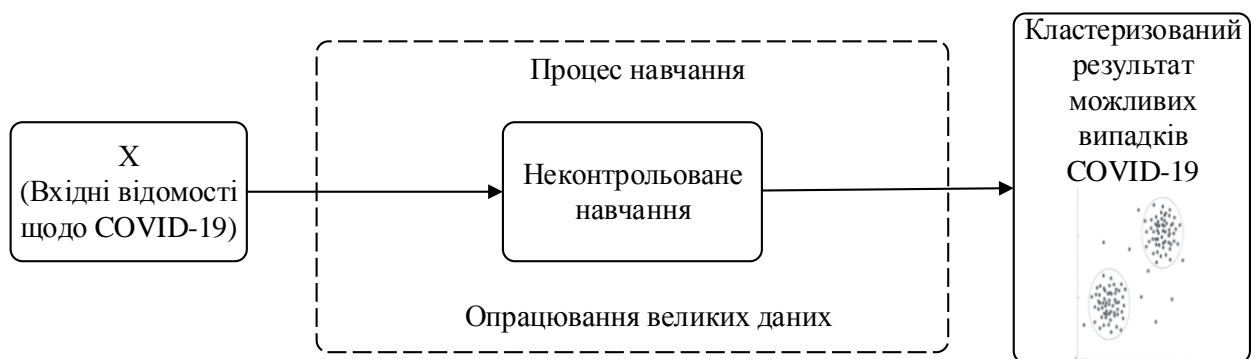 X
(Вхідні відомості
щодо COVID-19)
Процес навчання
Неконтрольоване
навчання
Опрацювання великих даних
Кластеризований
результат
можливих
випадків
COVID-19